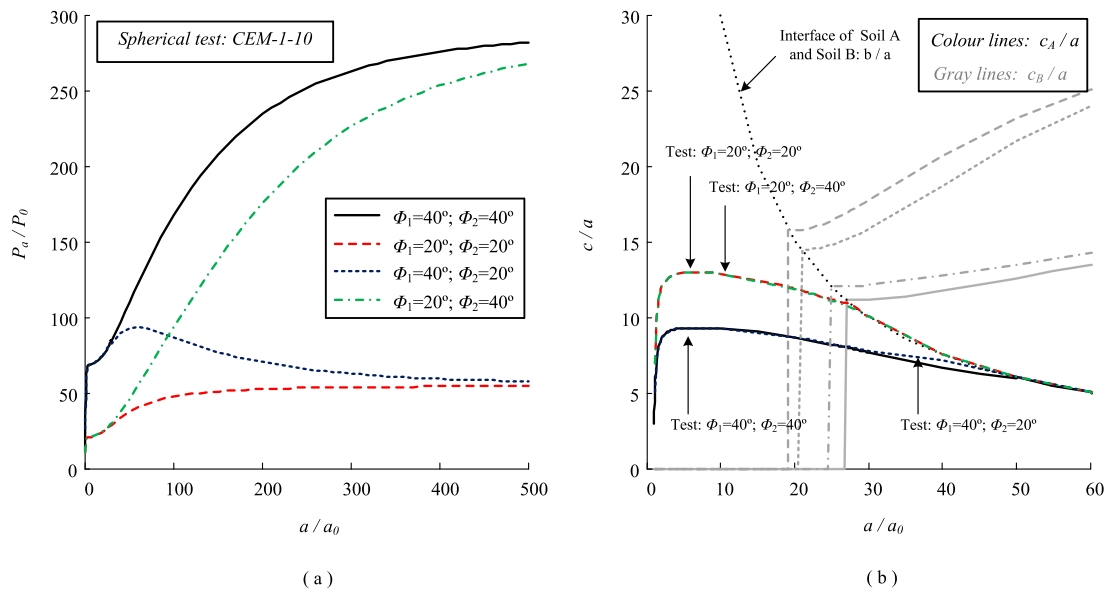 Spherical test: CEM-1-10
P_a / P_0
300
250
200
150
100
50
0
Φ₁=40º; Φ₂=40º
Φ₁=20º; Φ₂=20º
Φ₁=40º; Φ₂=20º
Φ₁=20º; Φ₂=40º
0 100 200 300 400 500
a / a₀
( a )
c / a
30
25
20
15
10
5
0
Interface of Soil A
and Soil B: b / a
Colour lines: c_A / a
Gray lines: c_B / a
Test: Φ₁=20º; Φ₂=20º
Test: Φ₁=20º; Φ₂=40º
Test: Φ₁=40º; Φ₂=40º
Test: Φ₁=40º; Φ₂=20º
0 10 20 30 40 50 60
a / a₀
( b )